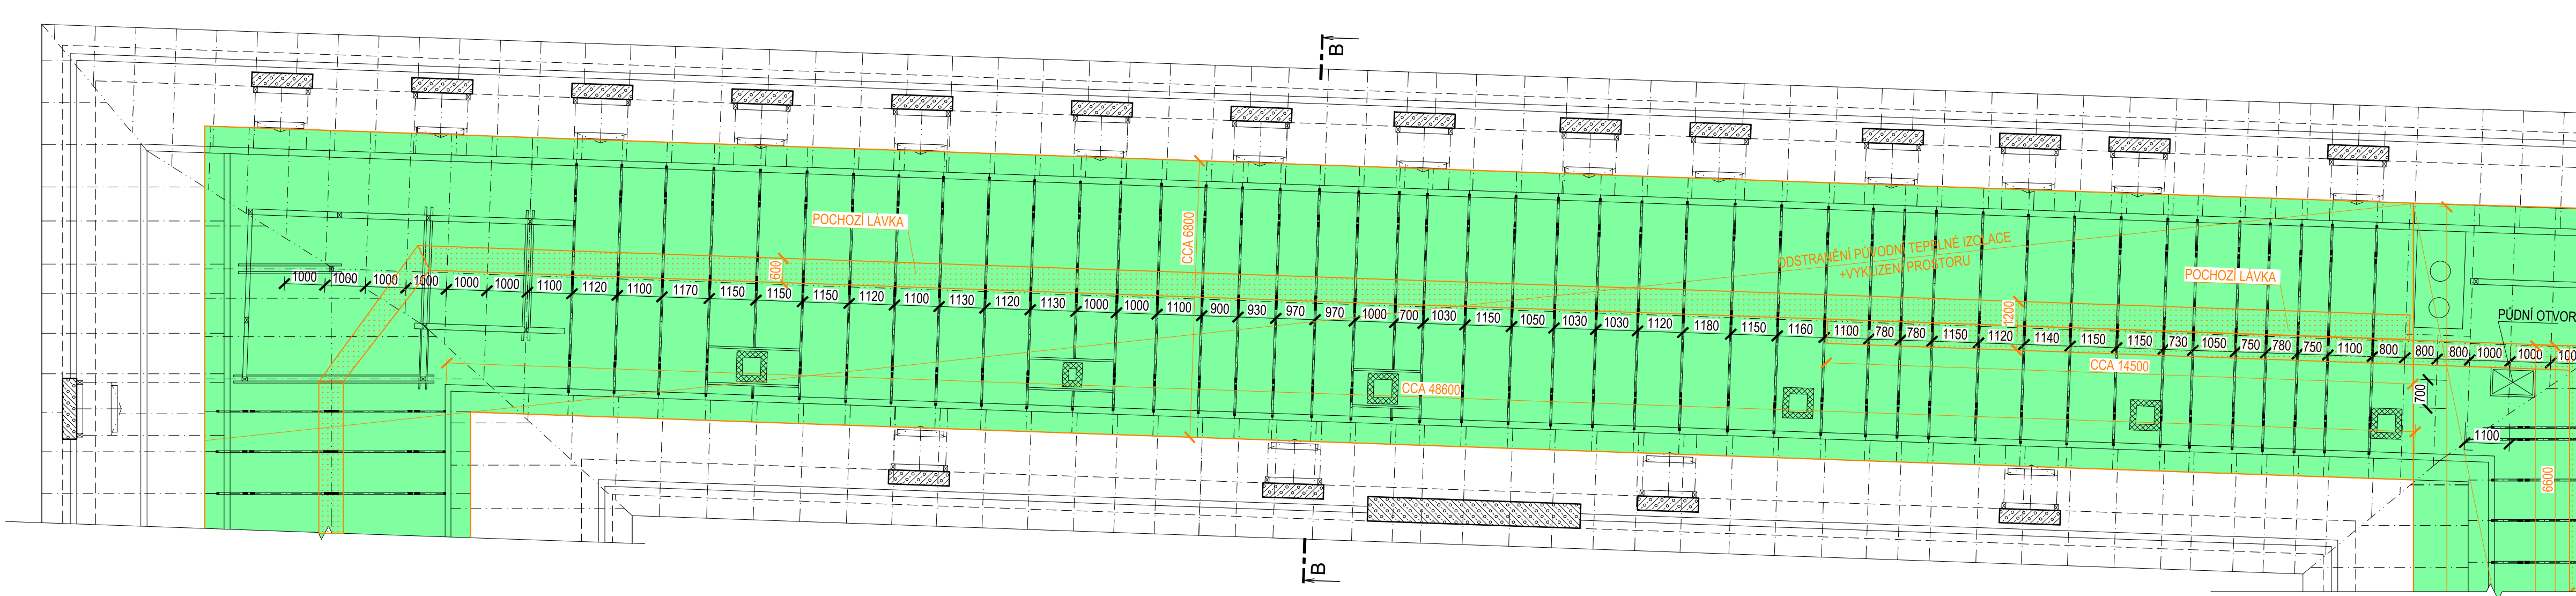 B
POCHOZÍ LÁVKA
CCA 6800
600
ODSTRANĚNÍ PŮVODNÍ TEPELNÉ IZOLACE
+VYKLIZENÍ PROSTORU
POCHOZÍ LÁVKA
1200
PŮDNÍ OTVOR
1000 1000 1000 1000 1000 1000 1100 1120 1100 1170 1150 1150 1150 1120 1100 1130 1120 1130 1000 1000 1100 900 930 970 970 1000 700 1030 1150 1050 1030 1030 1120 1180 1150 1160 1100 780 780 1150 1120 1140 1150 1150 730 1050 750 780 750 1100 800 800 800 1000 1000
CCA 14500
CCA 48600
700
1100
6600
B